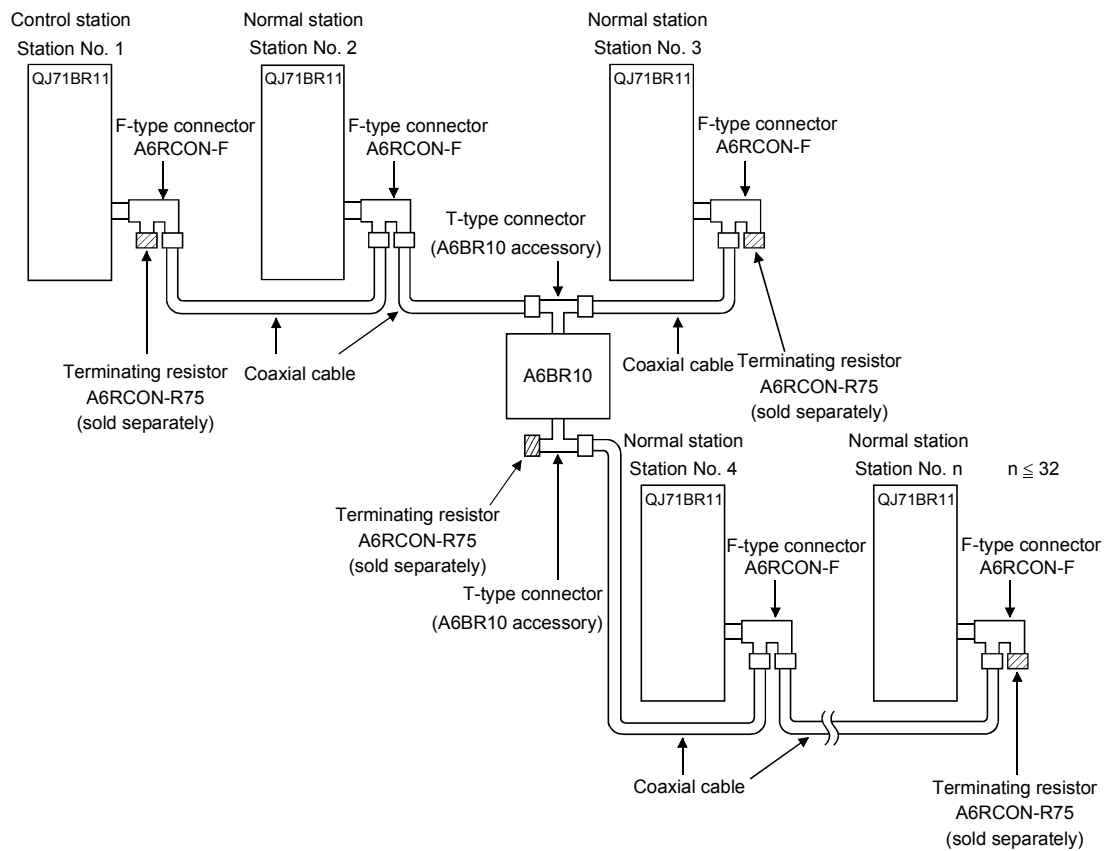 Control station
Station No. 1
Normal station
Station No. 2
Normal station
Station No. 3
QJ71BR11
QJ71BR11
QJ71BR11
F-type connector
A6RCON-F
F-type connector
A6RCON-F
F-type connector
A6RCON-F
T-type connector
(A6BR10 accessory)
Terminating resistor
A6RCON-R75
(sold separately)
Coaxial cable
A6BR10
Coaxial cable
Terminating resistor
A6RCON-R75
(sold separately)
Normal station
Station No. 4
Normal station
Station No. n
n ≦ 32
QJ71BR11
QJ71BR11
Terminating resistor
A6RCON-R75
(sold separately)
T-type connector
(A6BR10 accessory)
F-type connector
A6RCON-F
F-type connector
A6RCON-F
Coaxial cable
Terminating resistor
A6RCON-R75
(sold separately)